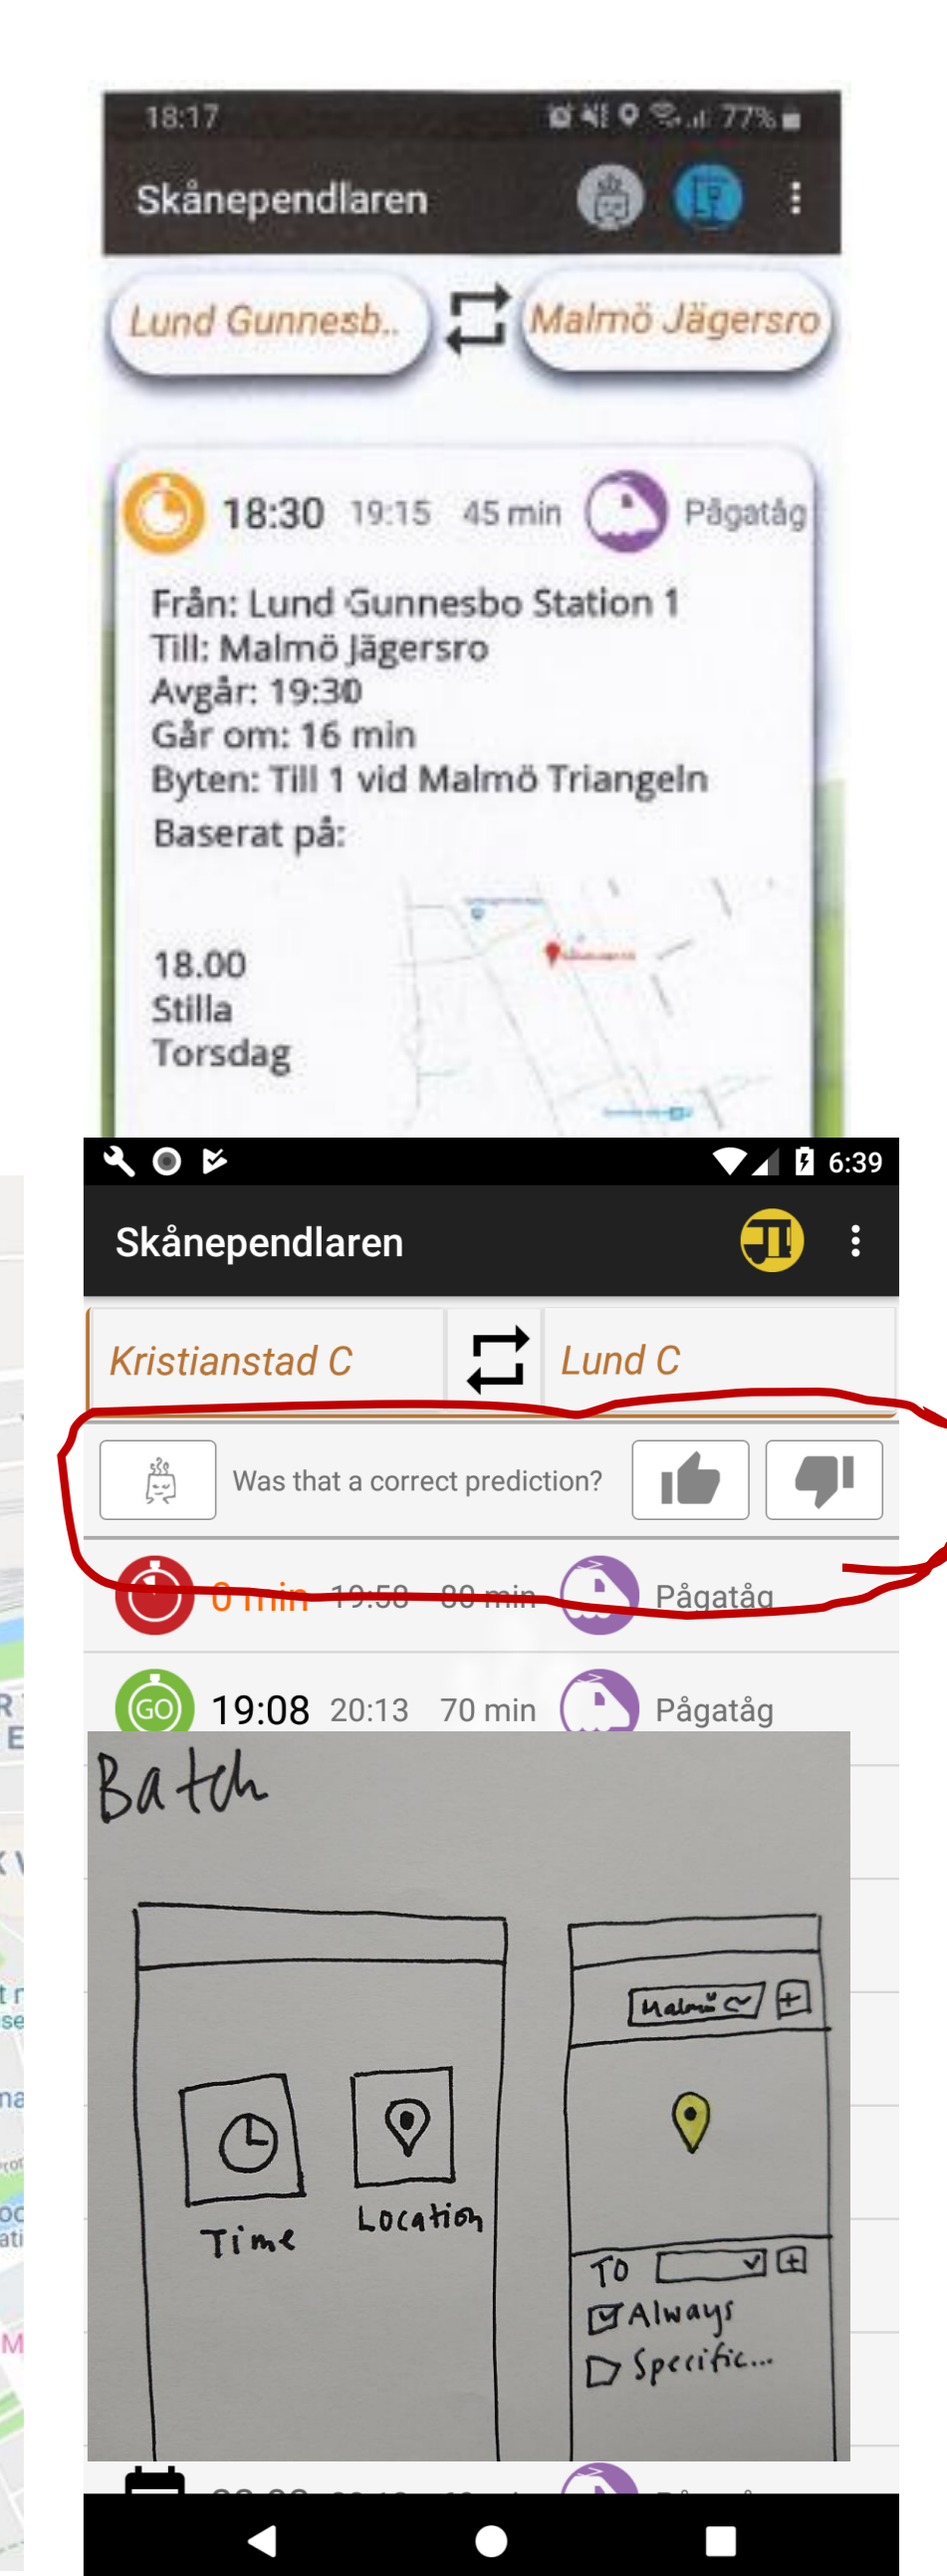 18:17 77%
Skånependlaren
Lund Gunnesb.. Malmö Jägersro
18:30 19:15 45 min Pågatåg
Från: Lund Gunnesbo Station 1
Till: Malmö Jägersro
Avgår: 19:30
Går om: 16 min
Byten: Till 1 vid Malmö Triangeln
Baserat på:
18.00
Stilla
Torsdag
6:39
Skånependlaren
Kristianstad C Lund C
Was that a correct prediction?
0 min 19:58 80 min Pågatåg
GO 19:08 20:13 70 min Pågatåg
Batch
Malmö +
Time Location
TO +
Always
Specific...